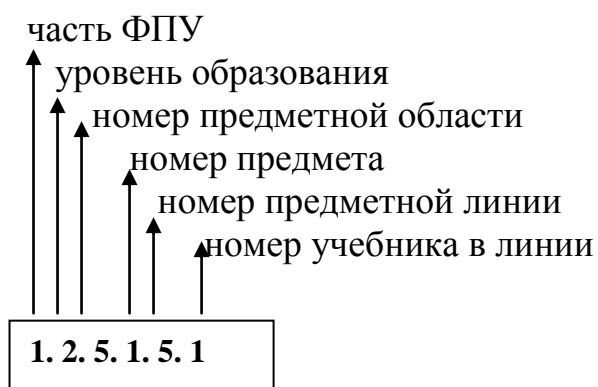 часть ФПУ
уровень образования
номер предметной области
номер предмета
номер предметной линии
номер учебника в линии
1. 2. 5. 1. 5. 1